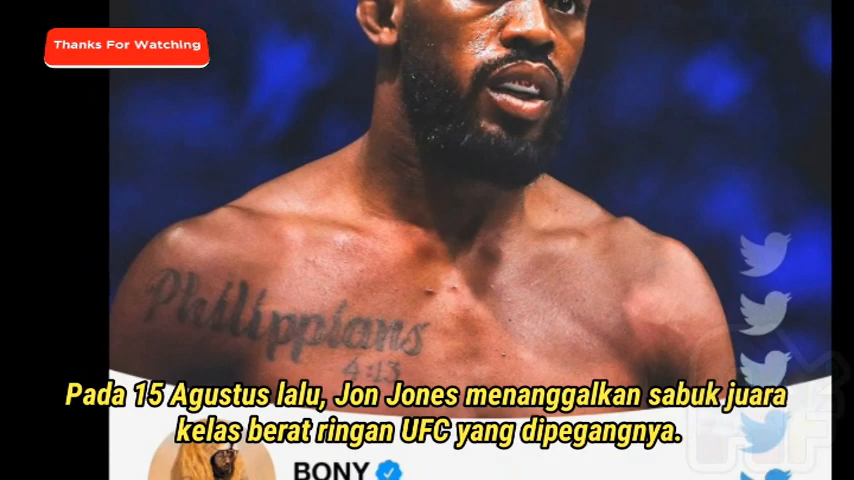 Thanks For Watching
Philippians
4:13
Pada 15 Agustus lalu, Jon Jones menanggalkan sabuk juara
kelas berat ringan UFC yang dipegangnya.
BONY